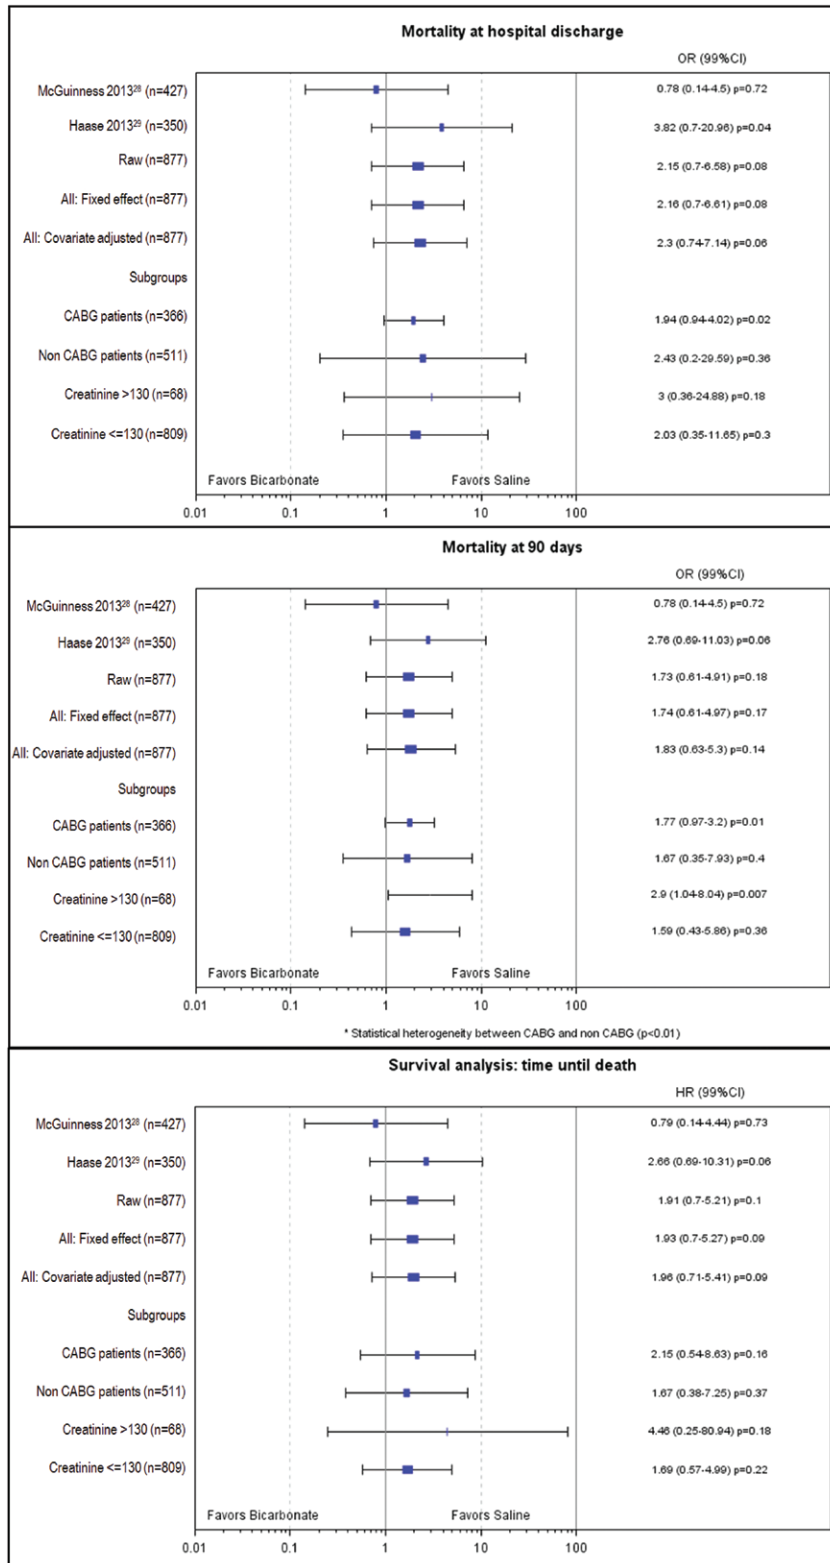 Mortality at hospital discharge
OR (99%CI)
McGuinness 2013²⁸ (n=427) 0.78 (0.14-4.5) p=0.72
Haase 2013²⁹ (n=350) 3.82 (0.7-20.96) p=0.04
Raw (n=877) 2.15 (0.7-6.58) p=0.08
All: Fixed effect (n=877) 2.16 (0.7-6.61) p=0.08
All: Covariate adjusted (n=877) 2.3 (0.74-7.14) p=0.06
Subgroups
CABG patients (n=366) 1.94 (0.94-4.02) p=0.02
Non CABG patients (n=511) 2.43 (0.2-29.59) p=0.36
Creatinine >130 (n=68) 3 (0.36-24.88) p=0.18
Creatinine <=130 (n=809) 2.03 (0.35-11.65) p=0.3
Favors Bicarbonate Favors Saline
0.01 0.1 1 10 100
Mortality at 90 days
OR (99%CI)
McGuinness 2013²⁸ (n=427) 0.78 (0.14-4.5) p=0.72
Haase 2013²⁹ (n=350) 2.76 (0.69-11.03) p=0.06
Raw (n=877) 1.73 (0.61-4.91) p=0.18
All: Fixed effect (n=877) 1.74 (0.61-4.97) p=0.17
All: Covariate adjusted (n=877) 1.83 (0.63-5.3) p=0.14
Subgroups
CABG patients (n=366) 1.77 (0.97-3.2) p=0.01
Non CABG patients (n=511) 1.67 (0.35-7.93) p=0.4
Creatinine >130 (n=68) 2.9 (1.04-8.04) p=0.007
Creatinine <=130 (n=809) 1.59 (0.43-5.86) p=0.36
Favors Bicarbonate Favors Saline
0.01 0.1 1 10 100
* Statistical heterogeneity between CABG and non CABG (p<0.01)
Survival analysis: time until death
HR (99%CI)
McGuinness 2013²⁸ (n=427) 0.79 (0.14-4.44) p=0.73
Haase 2013²⁹ (n=350) 2.66 (0.69-10.31) p=0.06
Raw (n=877) 1.91 (0.7-5.21) p=0.1
All: Fixed effect (n=877) 1.93 (0.7-5.27) p=0.09
All: Covariate adjusted (n=877) 1.96 (0.71-5.41) p=0.09
Subgroups
CABG patients (n=366) 2.15 (0.54-8.63) p=0.16
Non CABG patients (n=511) 1.67 (0.38-7.25) p=0.37
Creatinine >130 (n=68) 4.46 (0.25-80.94) p=0.18
Creatinine <=130 (n=809) 1.69 (0.57-4.99) p=0.22
Favors Bicarbonate Favors Saline
0.01 0.1 1 10 100